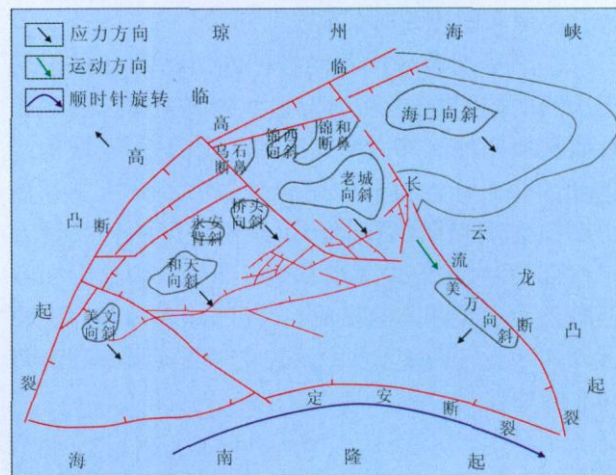 琼州海峡
应力方向
运动方向
顺时针旋转
临高凸起
临高断裂
海口向斜
锦西
向斜
锦和
断鼻
乌石
断鼻
老城
向斜
桥头
向斜
永安
背斜
和天
向斜
美文
向斜
长流断裂
云龙凸起
美万向斜
定安断裂
海南隆起